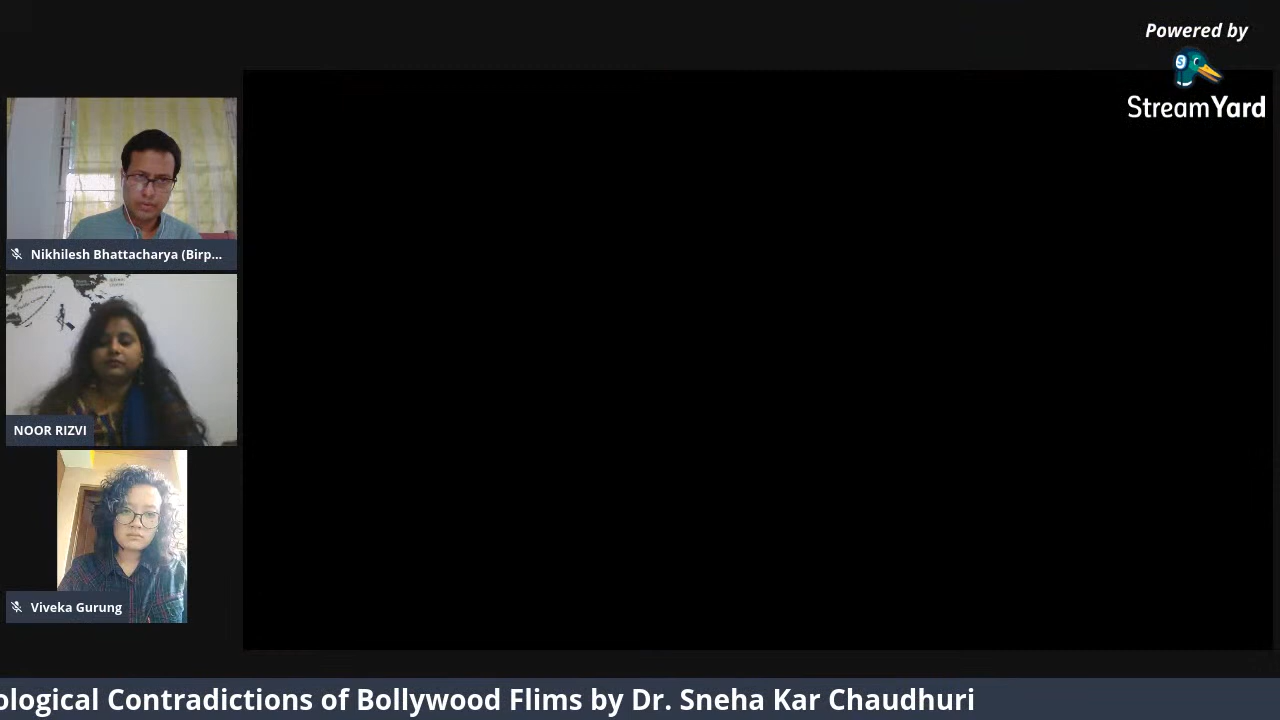 Powered by
StreamYard
Nikhilesh Bhattacharya (Birp...
NOOR RIZVI
Viveka Gurung
ological Contradictions of Bollywood Flims by Dr. Sneha Kar Chaudhuri